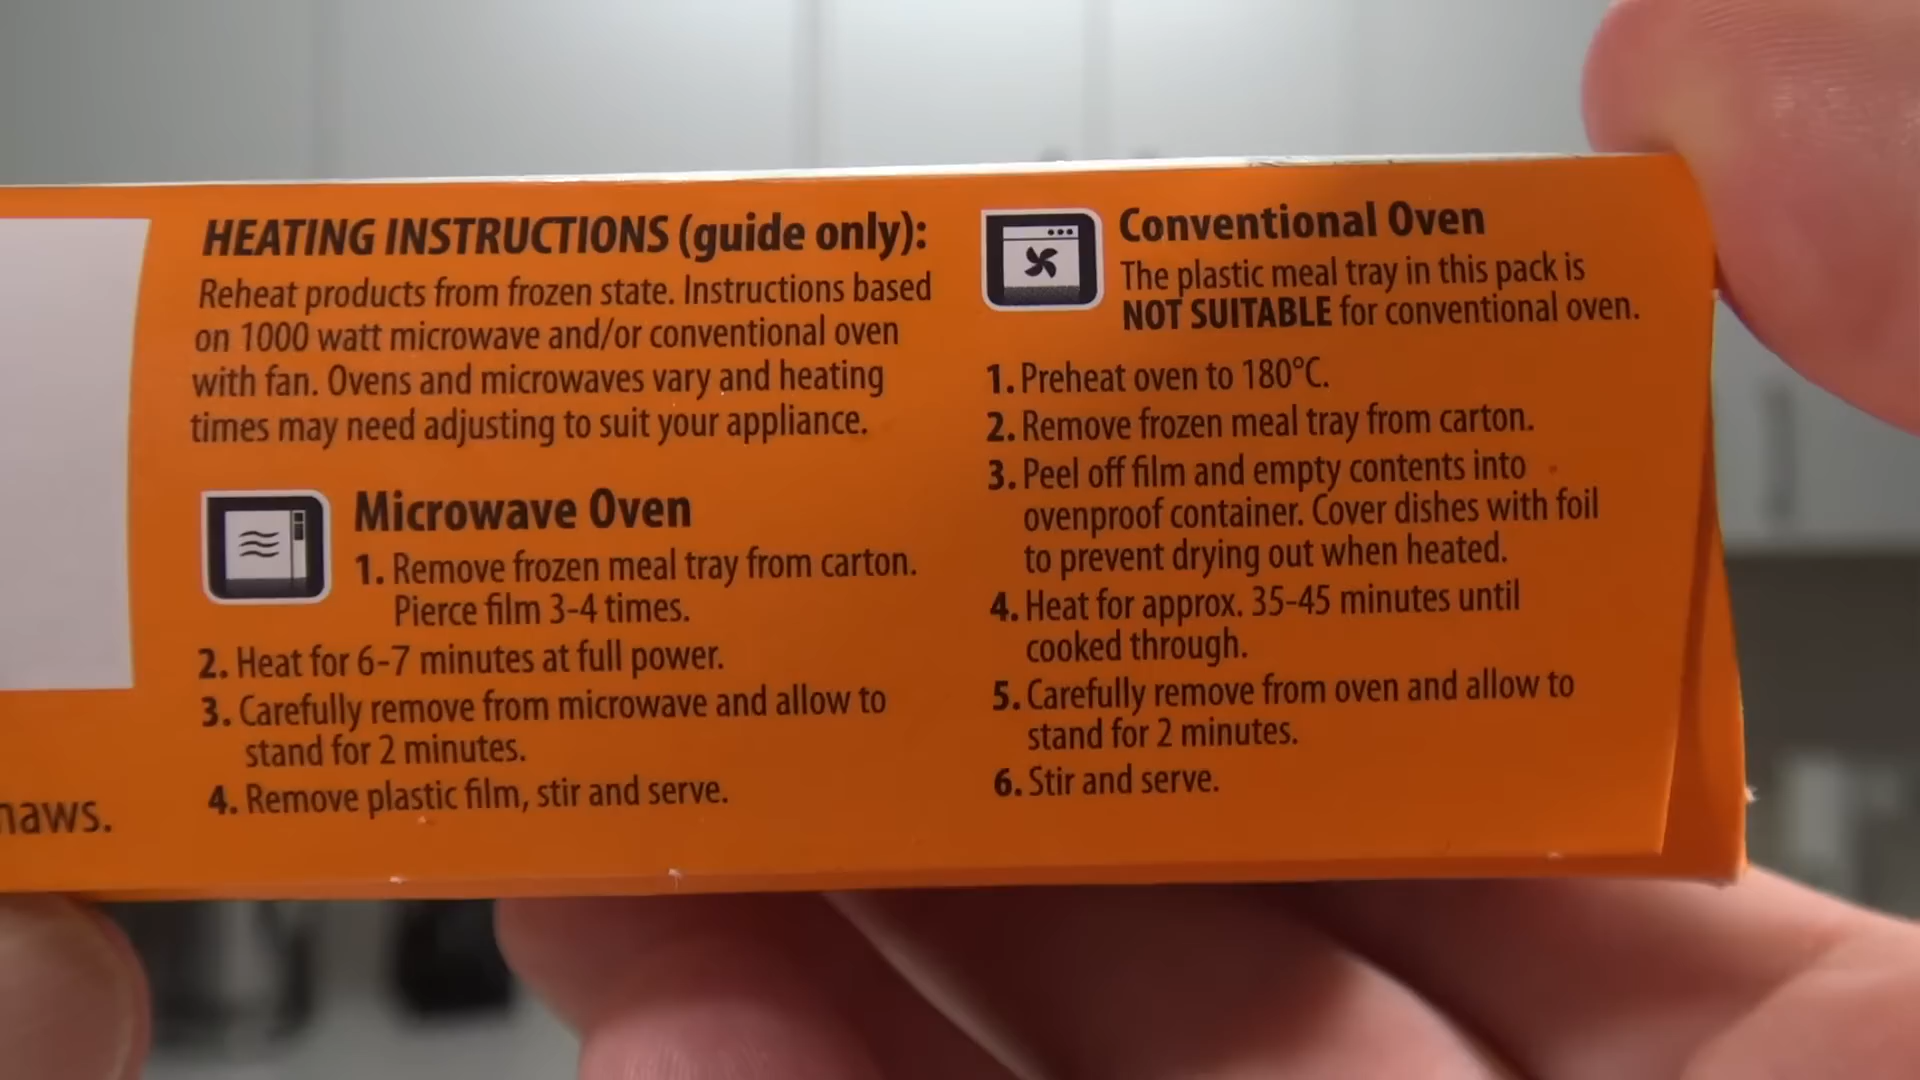 HEATING INSTRUCTIONS (guide only):
Reheat products from frozen state. Instructions based
on 1000 watt microwave and/or conventional oven
with fan. Ovens and microwaves vary and heating
times may need adjusting to suit your appliance.
Microwave Oven
1. Remove frozen meal tray from carton.
Pierce film 3-4 times.
2. Heat for 6-7 minutes at full power.
3. Carefully remove from microwave and allow to
stand for 2 minutes.
4. Remove plastic film, stir and serve.
Conventional Oven
The plastic meal tray in this pack is
NOT SUITABLE for conventional oven.
1. Preheat oven to 180°C.
2. Remove frozen meal tray from carton.
3. Peel off film and empty contents into
ovenproof container. Cover dishes with foil
to prevent drying out when heated.
4. Heat for approx. 35-45 minutes until
cooked through.
5. Carefully remove from oven and allow to
stand for 2 minutes.
6. Stir and serve.